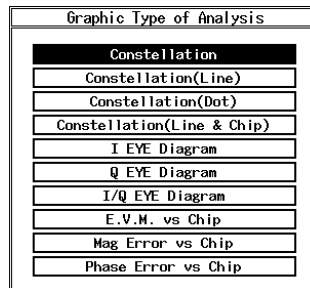 Graphic Type of Analysis
Constellation
Constellation(Line)
Constellation(Dot)
Constellation(Line & Chip)
I EYE Diagram
Q EYE Diagram
I/Q EYE Diagram
E.V.M. vs Chip
Mag Error vs Chip
Phase Error vs Chip